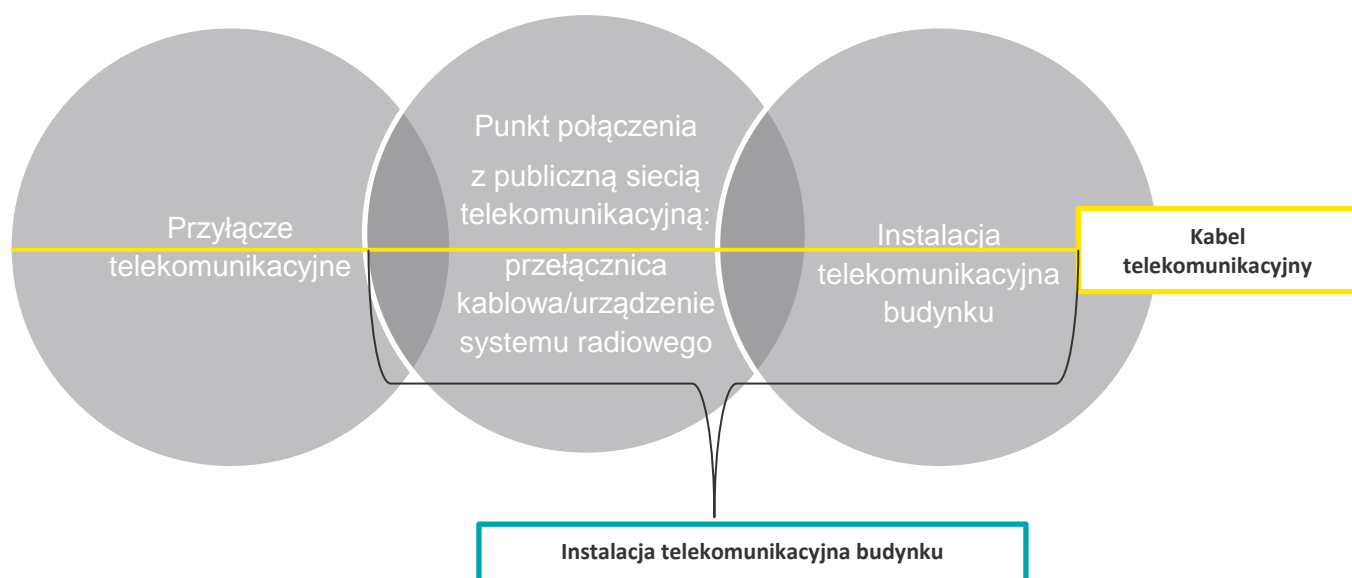 Przyłącze
telekomunikacyjne
Punkt połączenia
z publiczną siecią
telekomunikacyjną:
przełącznica
kablowa/urządzenie
systemu radiowego
Instalacja
telekomunikacyjna
budynku
Kabel
telekomunikacyjny
Instalacja telekomunikacyjna budynku